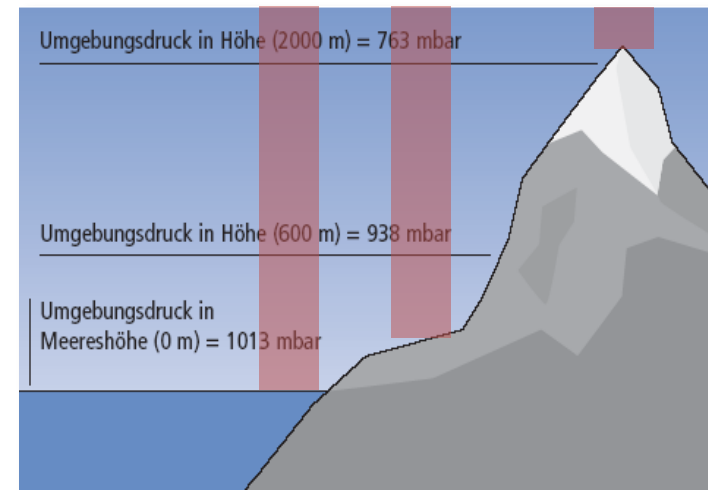 Umgebungsdruck in Höhe (2000 m) = 763 mbar
Umgebungsdruck in Höhe (600 m) = 938 mbar
Umgebungsdruck in
Meereshöhe (0 m) = 1013 mbar